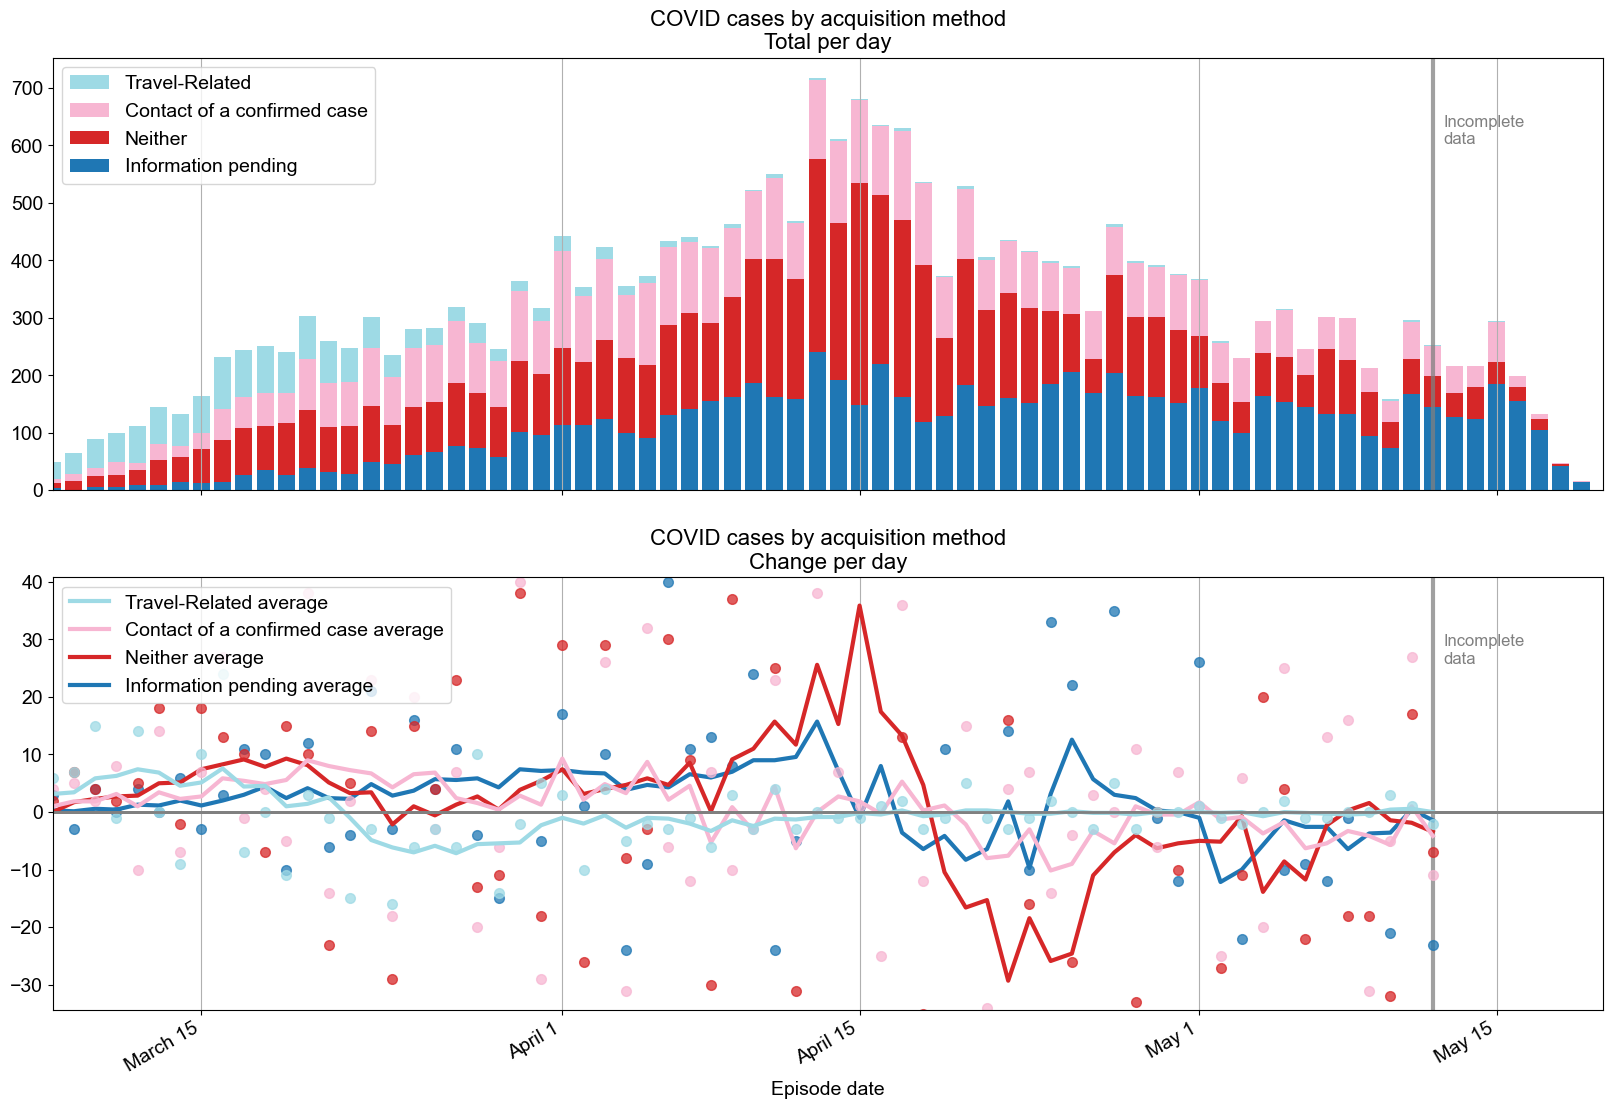 COVID cases by acquisition method
Total per day
Travel-Related
Contact of a confirmed case
Neither
Information pending
700
600
500
400
300
200
100
0
Incomplete
data
COVID cases by acquisition method
Change per day
Travel-Related average
Contact of a confirmed case average
Neither average
Information pending average
40
30
20
10
0
−10
−20
−30
Incomplete
data
March 15
April 1
April 15
May 1
May 15
Episode date